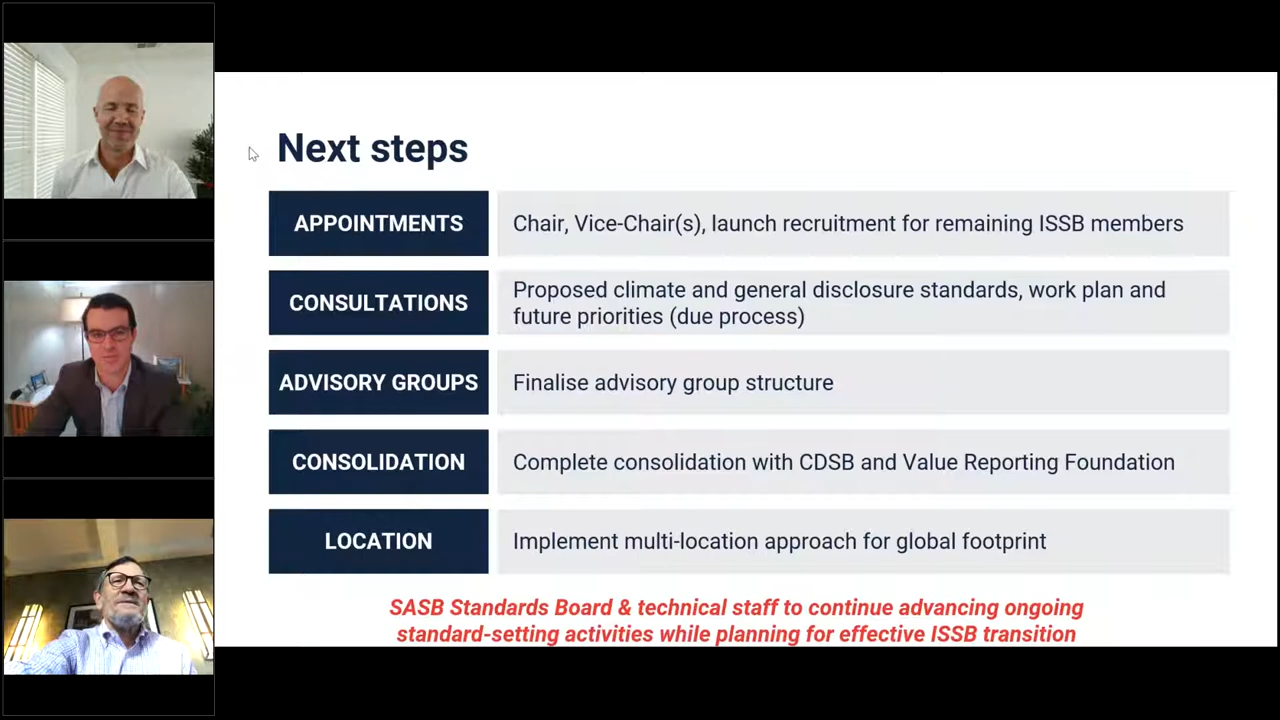 Next steps
APPOINTMENTS
Chair, Vice-Chair(s), launch recruitment for remaining ISSB members
CONSULTATIONS
Proposed climate and general disclosure standards, work plan and
future priorities (due process)
ADVISORY GROUPS
Finalise advisory group structure
CONSOLIDATION
Complete consolidation with CDSB and Value Reporting Foundation
LOCATION
Implement multi-location approach for global footprint
SASB Standards Board & technical staff to continue advancing ongoing
standard-setting activities while planning for effective ISSB transition